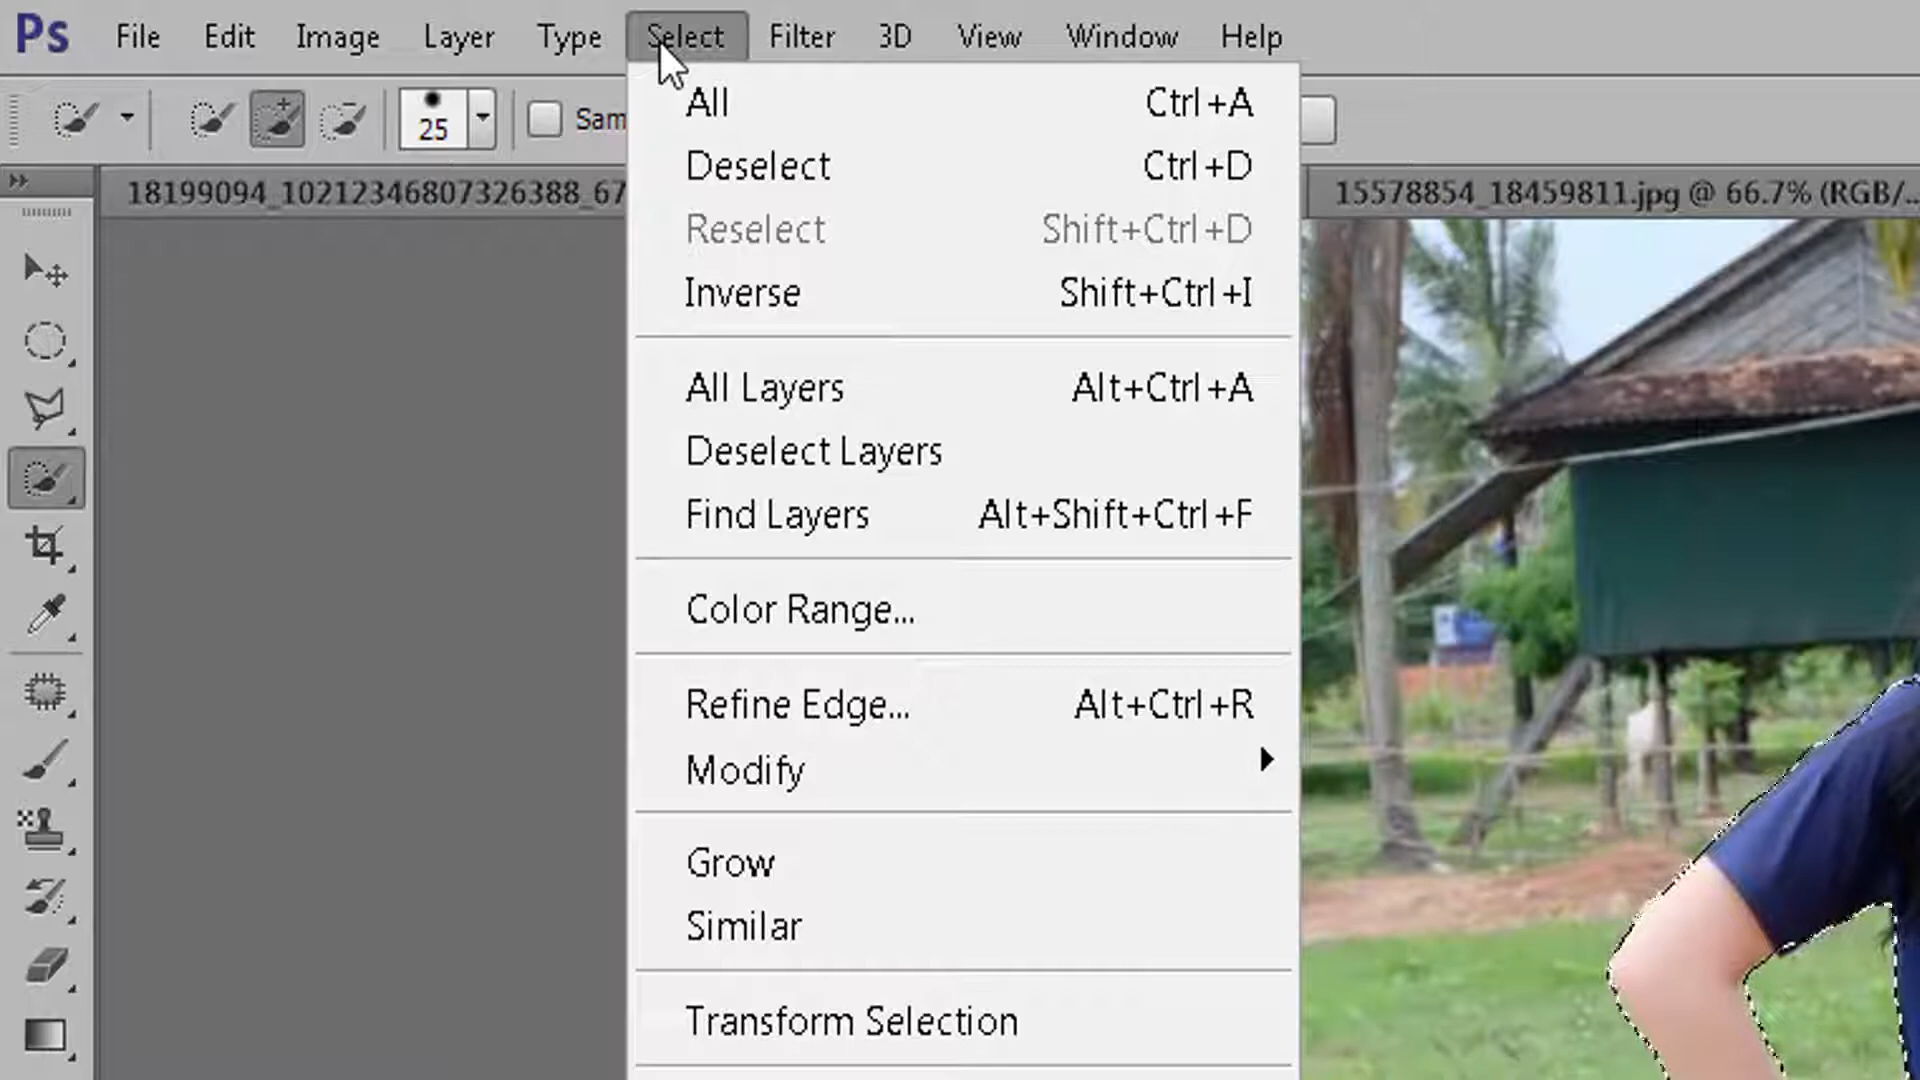 Ps File Edit Image Layer Type Select Filter 3D View Window Help
25 Sam
18199094_10212346807326388_67
15578854_18459811.jpg @ 66.7% (RGB/...
All Ctrl+A
Deselect Ctrl+D
Reselect Shift+Ctrl+D
Inverse Shift+Ctrl+I
All Layers Alt+Ctrl+A
Deselect Layers
Find Layers Alt+Shift+Ctrl+F
Color Range...
Refine Edge... Alt+Ctrl+R
Modify
Grow
Similar
Transform Selection